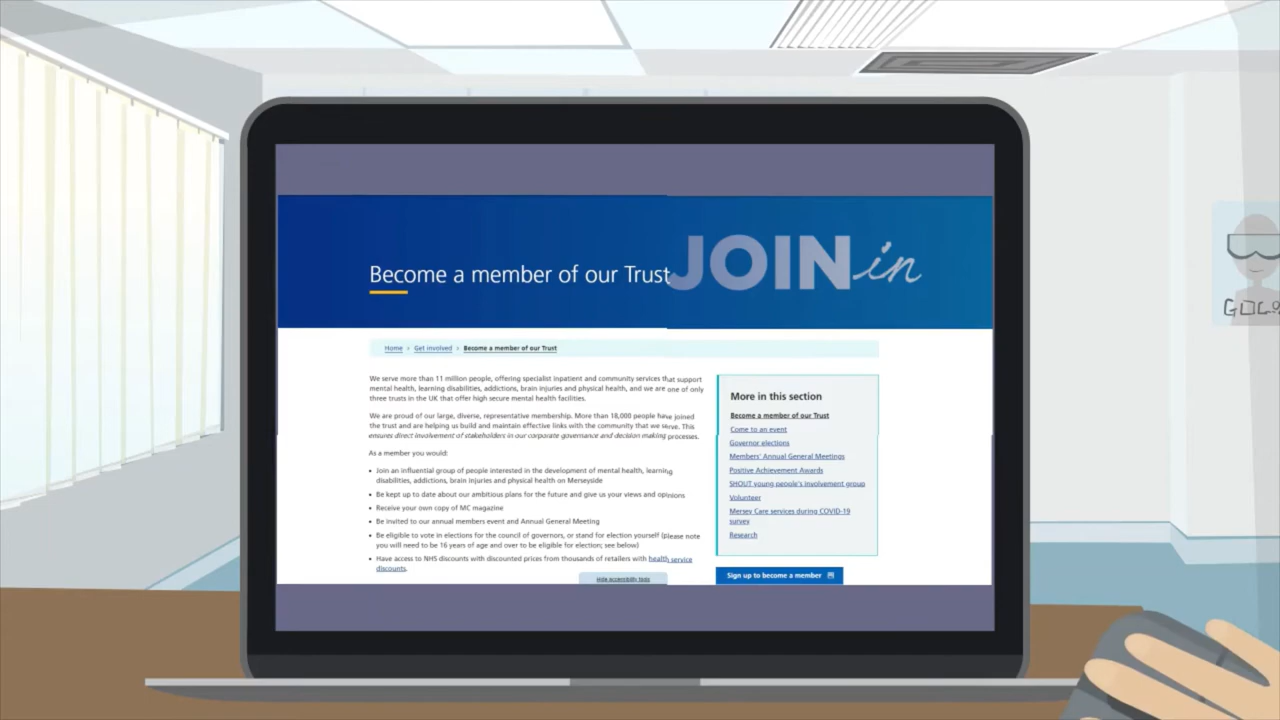 JOIN in
Become a member of our Trust
Home > Get involved > Become a member of our Trust
We serve more than 11 million people, offering specialist inpatient and community services that support
mental health, learning disabilities, addictions, brain injuries and physical health, and we are one of only
three trusts in the UK that offer high secure mental health facilities.
We are proud of our large, diverse, representative membership. More than 18,000 people have joined
the trust and are helping us build and maintain effective links with the community that we serve. This
ensures direct involvement of stakeholders in our corporate governance and decision making processes.
As a member you would:
• Join an influential group of people interested in the development of mental health, learning
disabilities, addictions, brain injuries and physical health on Merseyside
• Be kept up to date about our ambitious plans for the future and give us your views and opinions
• Receive your own copy of MC magazine
• Be invited to our annual members event and Annual General Meeting
• Be eligible to vote in elections for the council of governors, or stand for election yourself (please note
you will need to be 16 years of age and over to be eligible for election; see below)
• Have access to NHS discounts with discounted prices from thousands of retailers with health service
discounts.
Hide accessibility tools
More in this section
Become a member of our Trust
Come to an event
Governor elections
Members' Annual General Meetings
Positive Achievement Awards
SHOUT young people's involvement group
Volunteer
Mersey Care services during COVID-19
survey
Research
Sign up to become a member